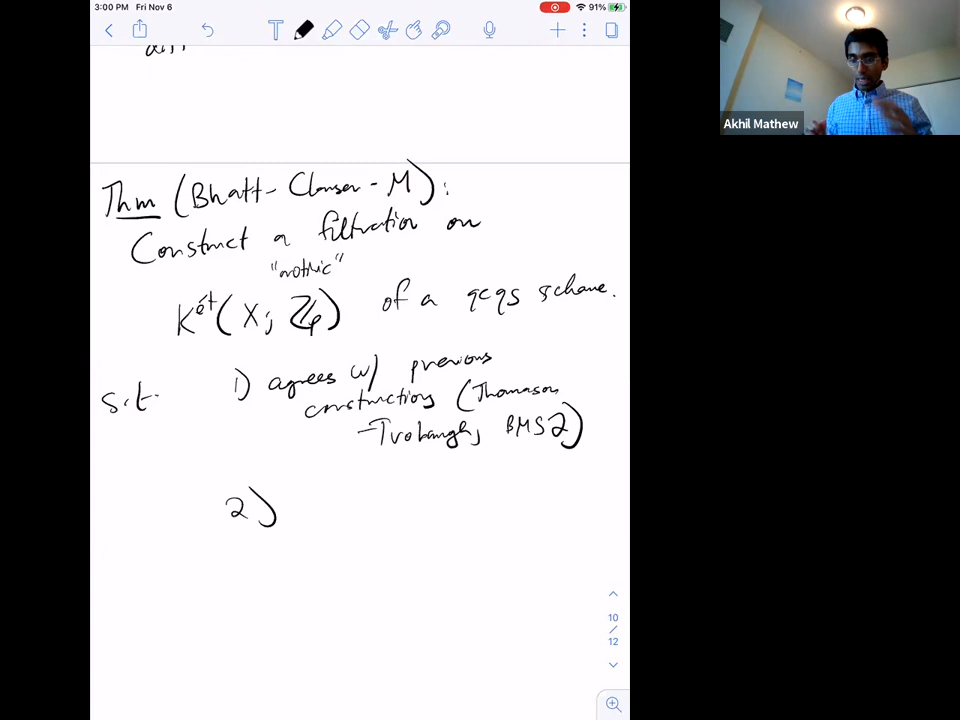 3:00 PM Fri Nov 6
91%
Akhil Mathew
Thm (Bhatt - Clausen - M):
Construct a filtration on
"motivic"
K^ét(X; Z_p) of a qcqs scheme.
s.t. 1) agrees w/ previous
constructions (Thomason
-Trobaugh, BMS2)
2)
10
/
12